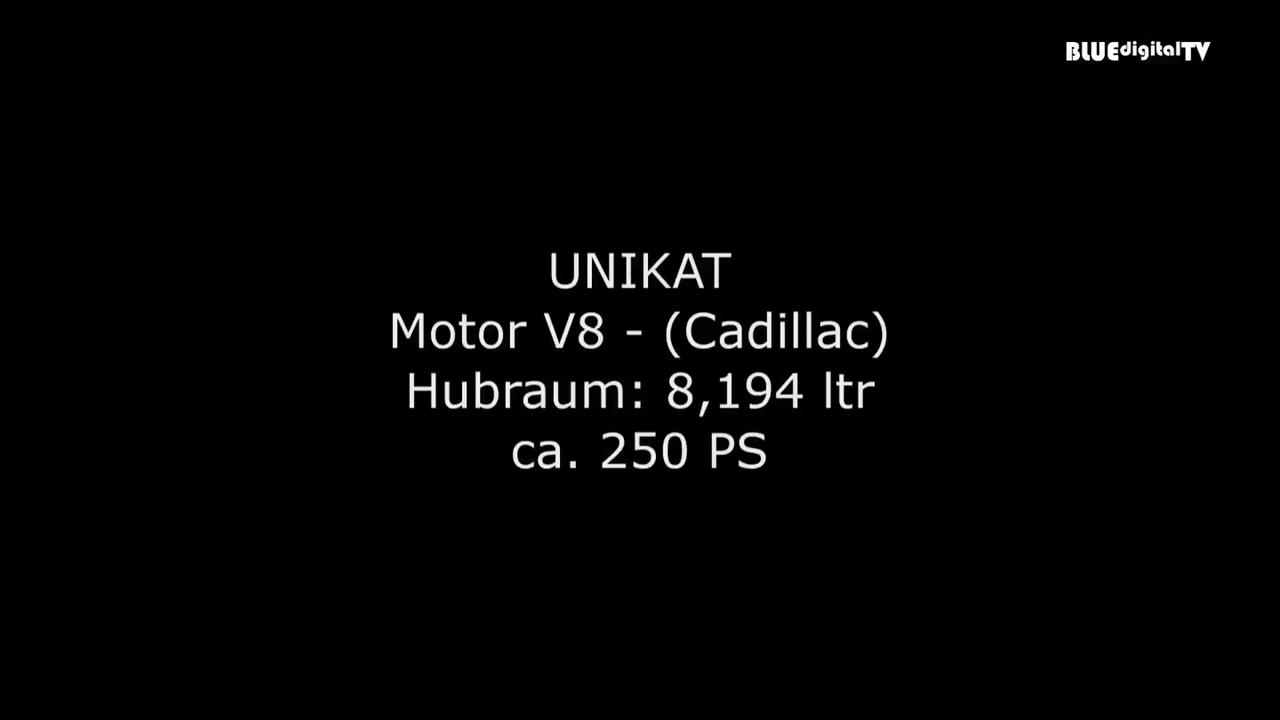 BLUEdigitalTV
UNIKAT
Motor V8 - (Cadillac)
Hubraum: 8,194 ltr
ca. 250 PS